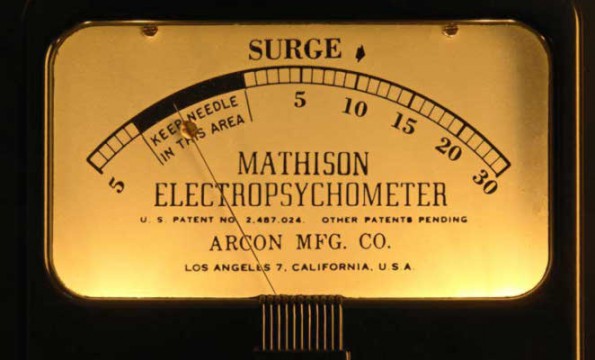 SURGE
5 5 10 15 20 30
KEEP NEEDLE
IN THIS AREA
MATHISON
ELECTROPSYCHOMETER
U. S. PATENT NO. 2,487,024. OTHER PATENTS PENDING
ARCON MFG. CO.
LOS ANGELES 7, CALIFORNIA, U.S.A.